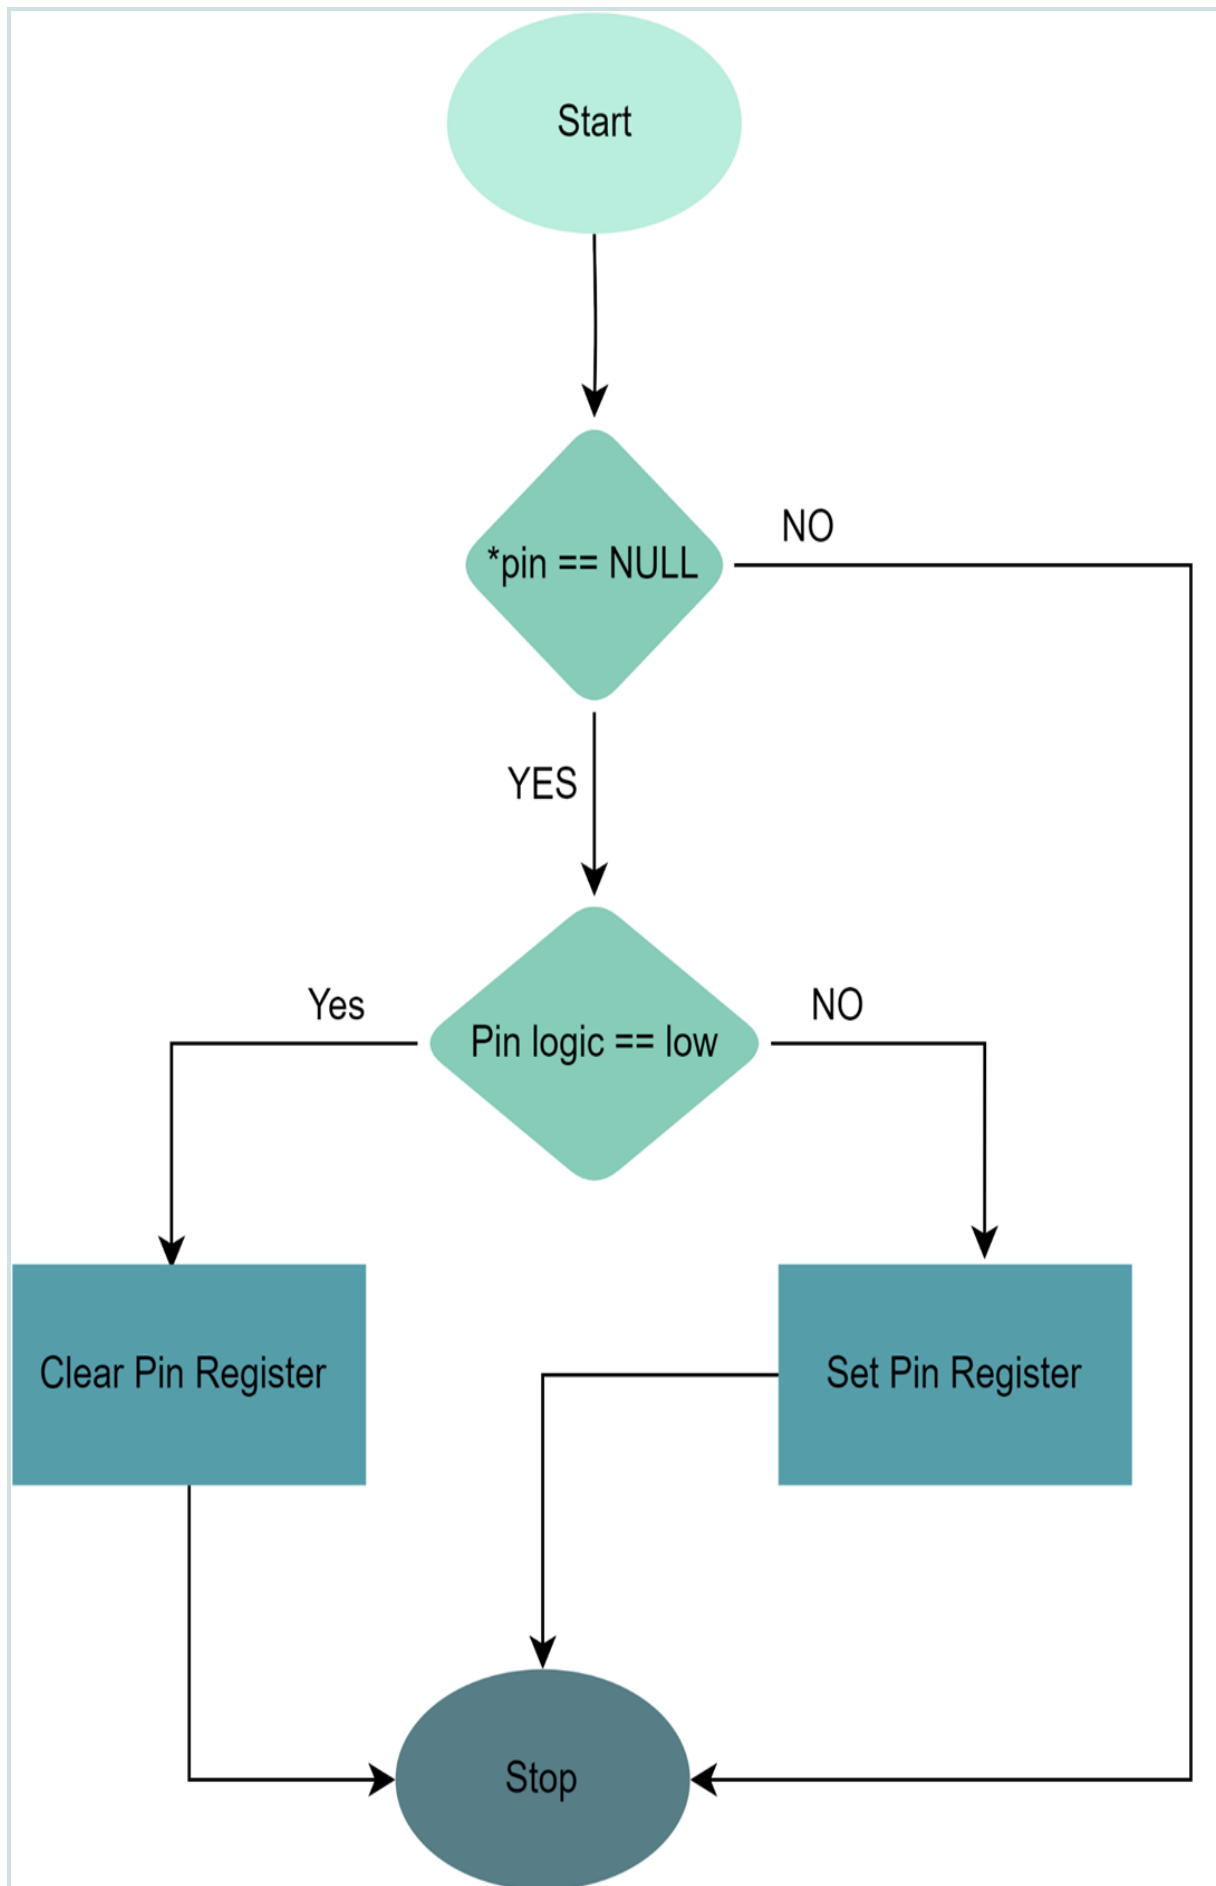 Start
*pin == NULL
NO
YES
Yes
Pin logic == low
NO
Clear Pin Register
Set Pin Register
Stop